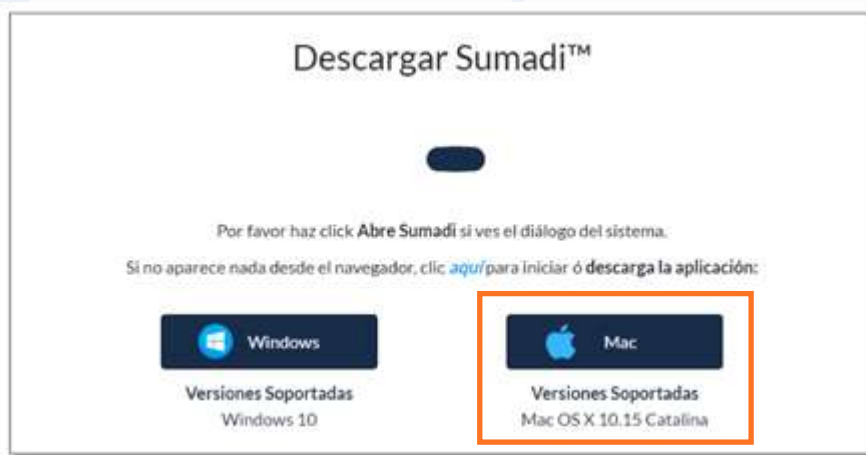 Descargar Sumadi™
Por favor haz click Abre Sumadi si ves el diálogo del sistema.
Si no aparece nada desde el navegador, clic aquí para iniciar ó descarga la aplicación:
Windows
Mac
Versiones Soportadas
Versiones Soportadas
Windows 10
Mac OS X 10.15 Catalina